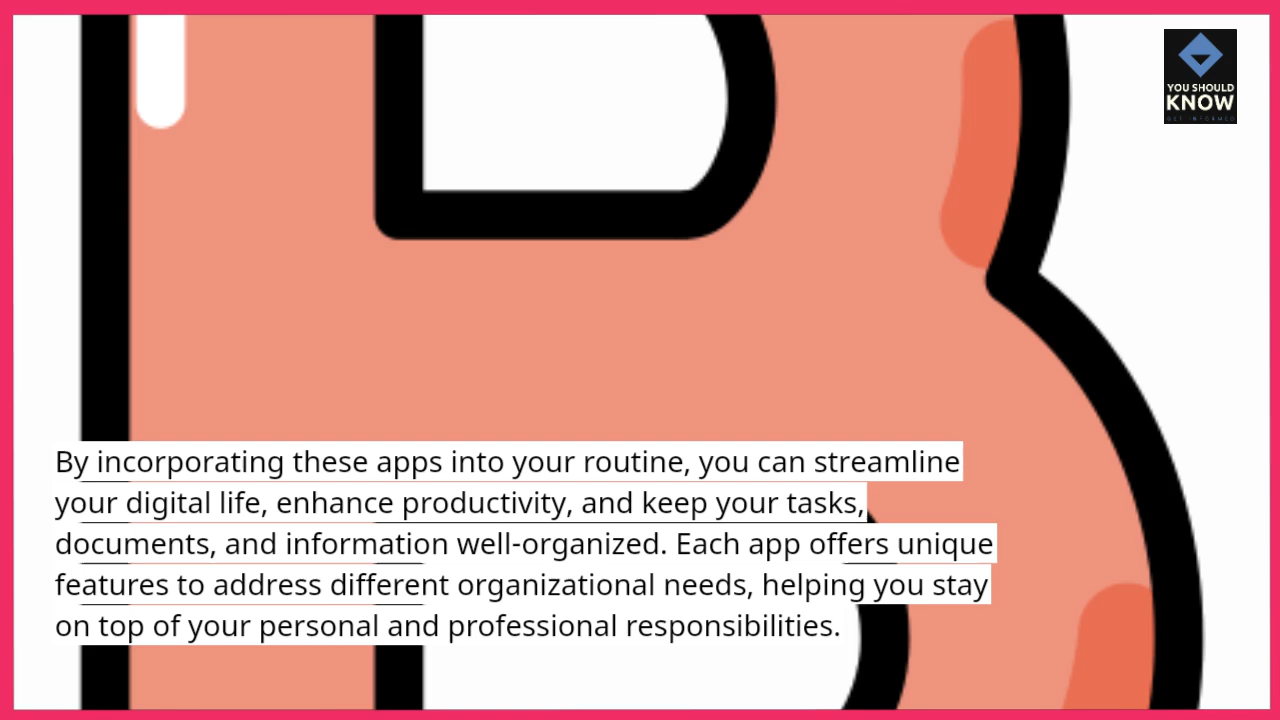 YOU SHOULD
KNOW
GET INFORMED
By incorporating these apps into your routine, you can streamline
your digital life, enhance productivity, and keep your tasks,
documents, and information well-organized. Each app offers unique
features to address different organizational needs, helping you stay
on top of your personal and professional responsibilities.